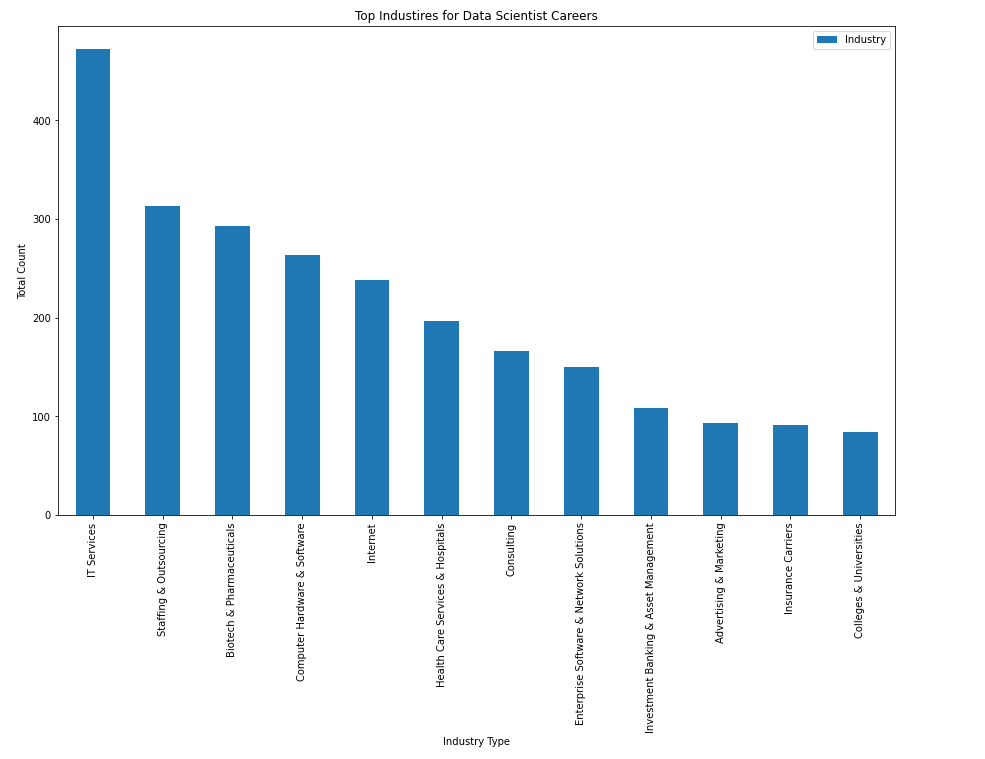 Top Industires for Data Scientist Careers
Industry
Total Count
400
300
200
100
0
IT Services
Staffing & Outsourcing
Biotech & Pharmaceuticals
Computer Hardware & Software
Internet
Health Care Services & Hospitals
Consulting
Enterprise Software & Network Solutions
Investment Banking & Asset Management
Advertising & Marketing
Insurance Carriers
Colleges & Universities
Industry Type